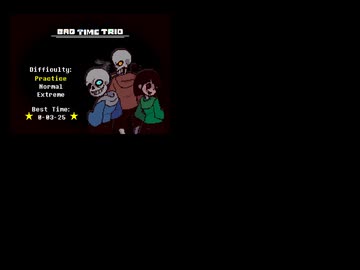 BAD TIME TRIO
Difficulty:
Practice
Normal
Extreme
Best Time:
0-03-25